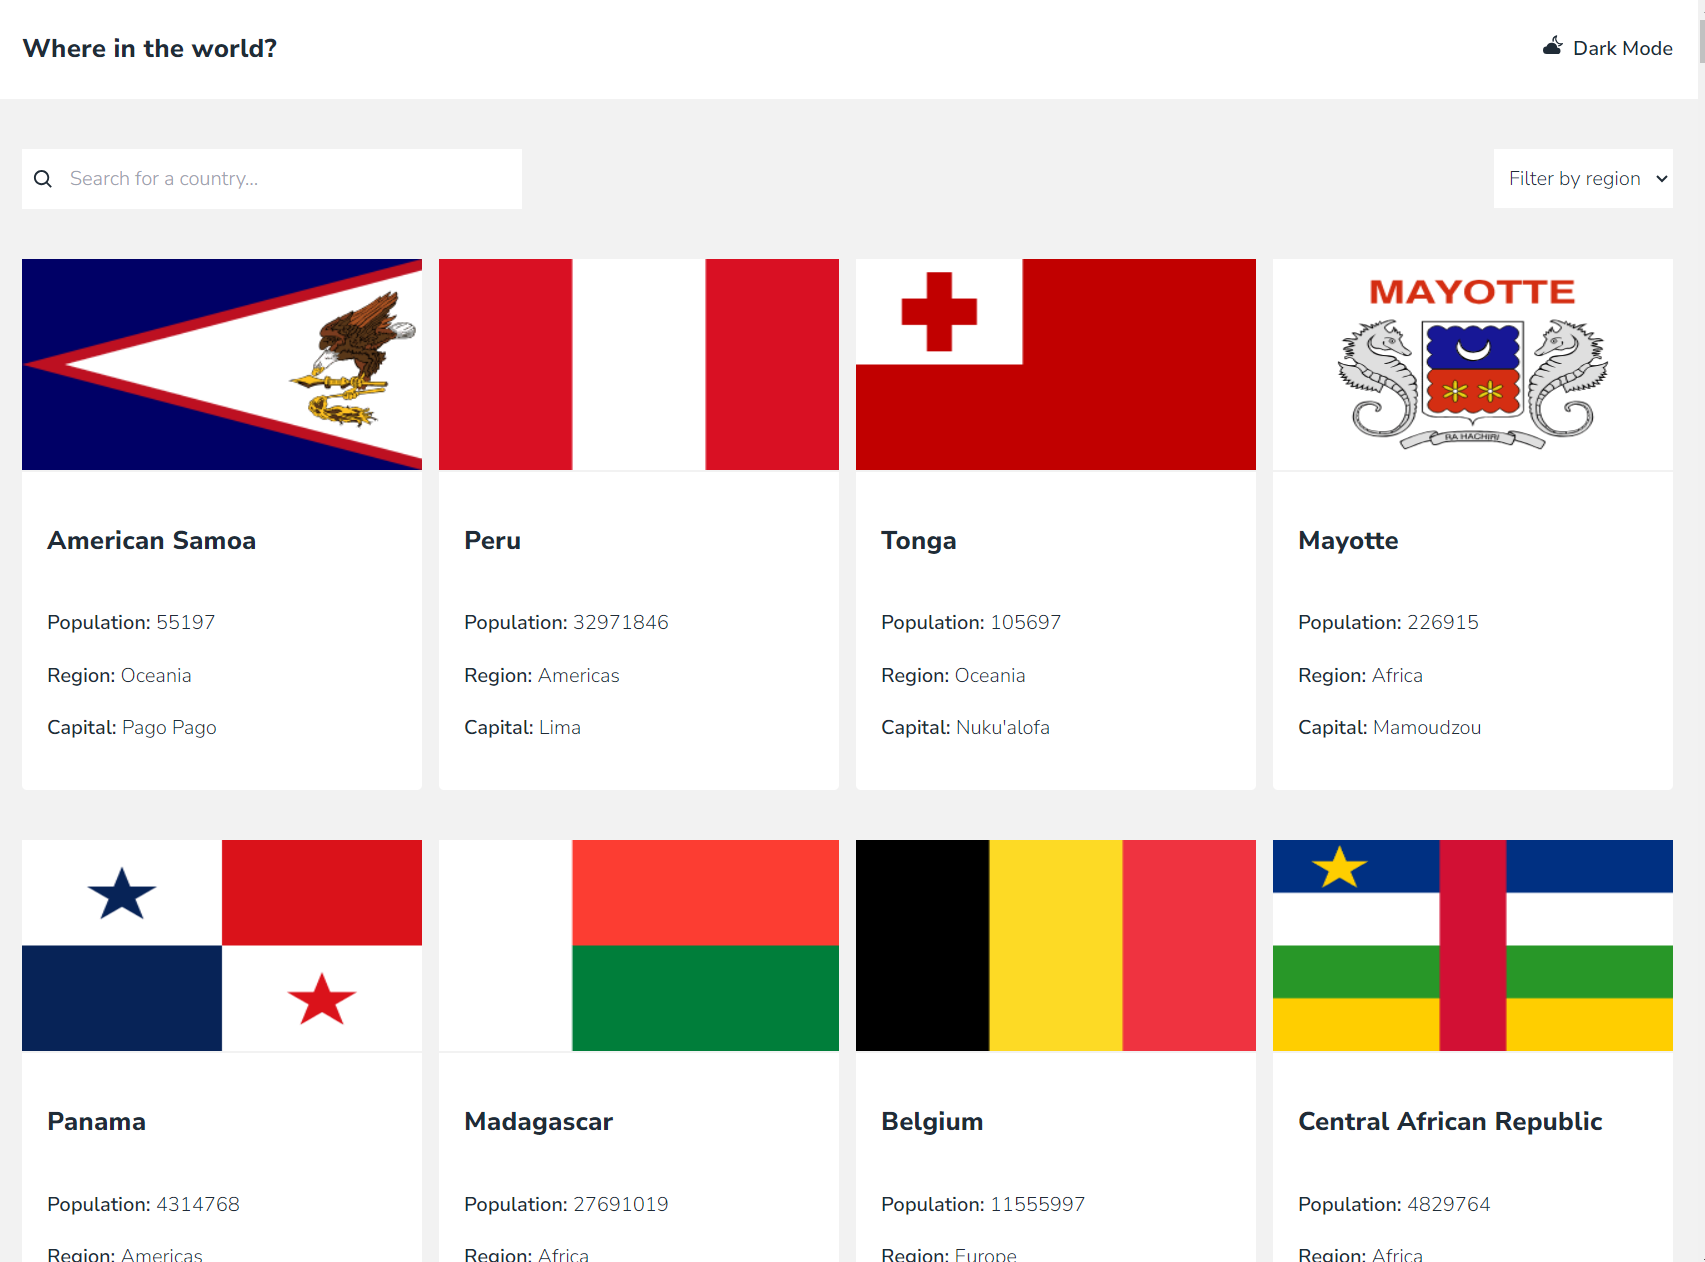 Where in the world?
Dark Mode
Search for a country...
Filter by region
MAYOTTE
RA HACHIRI
American Samoa
Peru
Tonga
Mayotte
Population: 55197
Population: 32971846
Population: 105697
Population: 226915
Region: Oceania
Region: Americas
Region: Oceania
Region: Africa
Capital: Pago Pago
Capital: Lima
Capital: Nuku'alofa
Capital: Mamoudzou
Panama
Madagascar
Belgium
Central African Republic
Population: 4314768
Population: 27691019
Population: 11555997
Population: 4829764
Region: Americas
Region: Africa
Region: Europe
Region: Africa